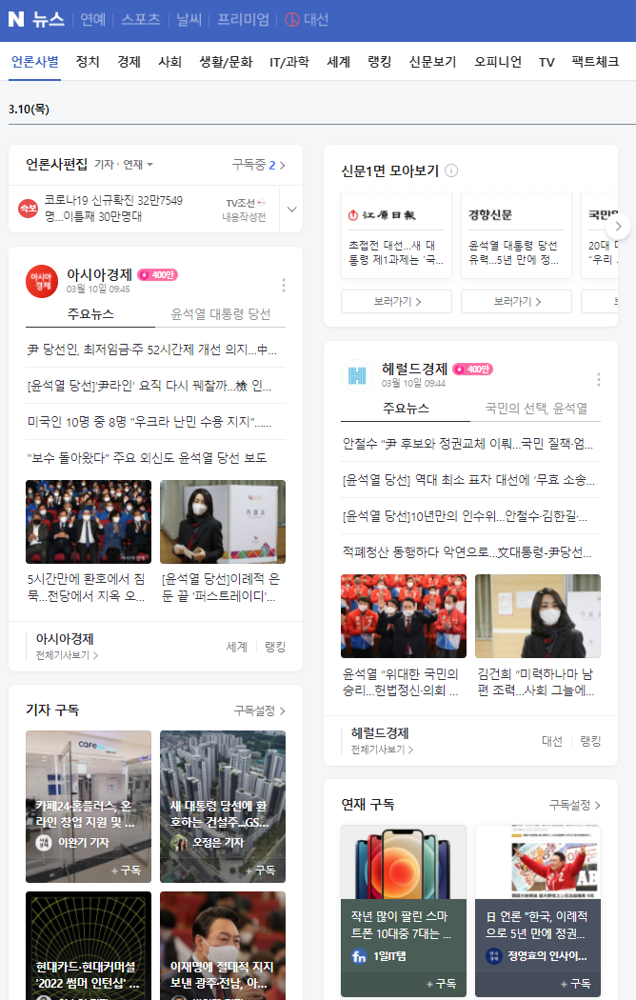 N 뉴스 연예 스포츠 날씨 프리미엄 대선
언론사별 정치 경제 사회 생활/문화 IT/과학 세계 랭킹 신문보기 오피니언 TV 팩트체크
3.10(목)
언론사편집 기자· 연재
구독중 2 >
속보
코로나19 신규확진 32만7549
명…이틀째 30만명대
TV조선
내용작성전
아시아
경제
아시아경제 400만
03월 10일 09:45
주요뉴스 윤석열 대통령 당선
尹 당선인, 최저임금·주 52시간제 개선 의지…中…
[윤석열 당선]'尹라인' 요직 다시 꿰찰까…檢 인…
미국인 10명 중 8명 "우크라 난민 수용 지지"……
"보수 돌아왔다" 주요 외신도 윤석열 당선 보도
기표소
5시간만에 환호에서 침
묵…천당에서 지옥 오…
[윤석열 당선]이례적 은
둔 끝 '퍼스트레이디'…
아시아경제
전체기사보기 >
세계 랭킹
기자 구독
구독설정 >
cafe24
카페24·홈플러스, 온
라인 창업 지원 및 …
이완기 기자
+ 구독
새 대통령 당선에 환
호하는 건설주…GS…
오정은 기자
+ 구독
현대카드·현대커머셜
'2022 썸머 인턴십' …
이재명에 절대적 지지
보낸 광주·전남, 아…
신문1면 모아보기
江原日報
초접전 대선…새 대
통령 제1과제는 '국…
보러가기 >
경향신문
윤석열 대통령 당선
유력…5년 만에 정…
보러가기 >
20대
"우리
헤럴드경제 400만
03월 10일 09:44
주요뉴스 국민의 선택, 윤석열
안철수 "尹 후보와 정권교체 이뤄…국민 질책·엄…
[윤석열 당선] 역대 최소 표차 대선에 '무효 소송…
[윤석열 당선]10년만의 인수위…안철수·김한길·…
적폐청산 동행하다 악연으로…文대통령-尹당선…
윤석열 "위대한 국민의
승리…헌법정신·의회 …
김건희 "미력하나마 남
편 조력…사회 그늘에…
헤럴드경제
전체기사보기 >
대선 랭킹
연재 구독
구독설정 >
작년 많이 팔린 스마
트폰 10대중 7대는 …
1일IT템
+ 구독
日 언론 "한국, 이례적
으로 5년 만에 정권…
정영효의 인사이…
+ 구독